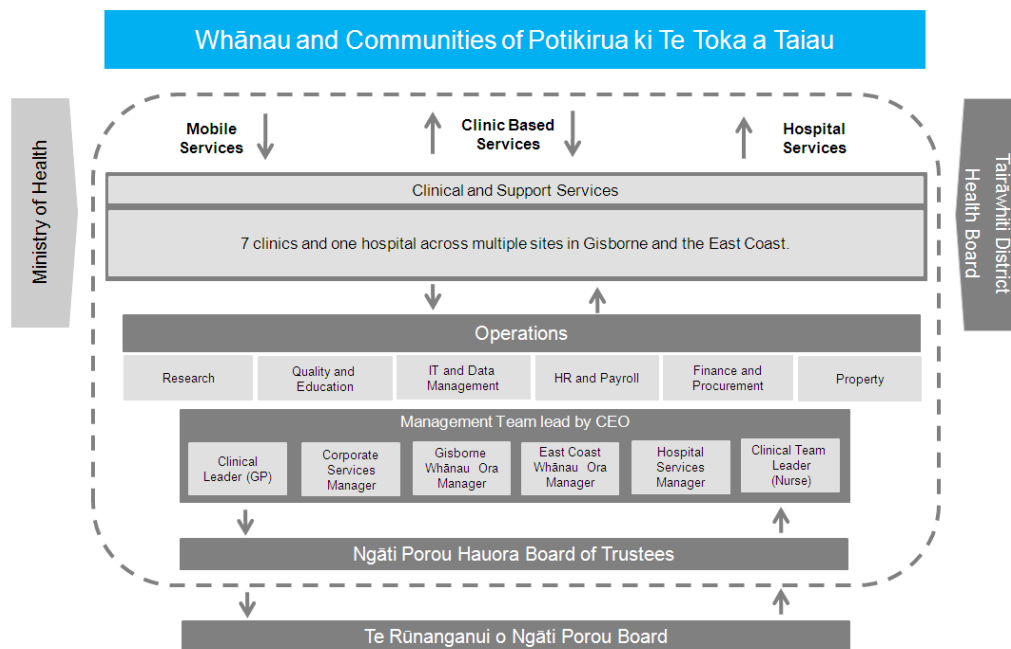 Whānau and Communities of Potikirua ki Te Toka a Taiau
Ministry of Health
Mobile
Services
Clinic Based
Services
Hospital
Services
Tairāwhiti District
Health Board
Clinical and Support Services
7 clinics and one hospital across multiple sites in Gisborne and the East Coast.
Operations
Research
Quality and
Education
IT and Data
Management
HR and Payroll
Finance and
Procurement
Property
Management Team lead by CEO
Clinical
Leader (GP)
Corporate
Services
Manager
Gisborne
Whānau Ora
Manager
East Coast
Whānau Ora
Manager
Hospital
Services
Manager
Clinical Team
Leader
(Nurse)
Ngāti Porou Hauora Board of Trustees
Te Rūnanganui o Ngāti Porou Board